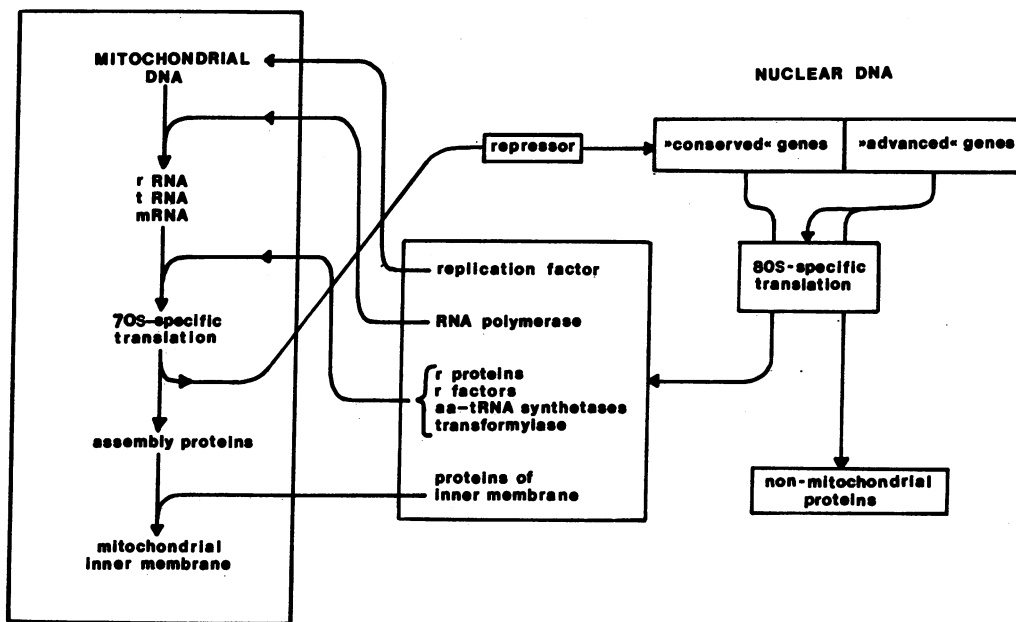 MITOCHONDRIAL
DNA
r RNA
t RNA
mRNA
70S-specific
translation
assembly proteins
mitochondrial
inner membrane
repressor
replication factor
RNA polymerase
r proteins
r factors
aa-tRNA synthetases
transformylase
proteins of
inner membrane
NUCLEAR DNA
»conserved« genes
»advanced« genes
80S-specific
translation
non-mitochondrial
proteins